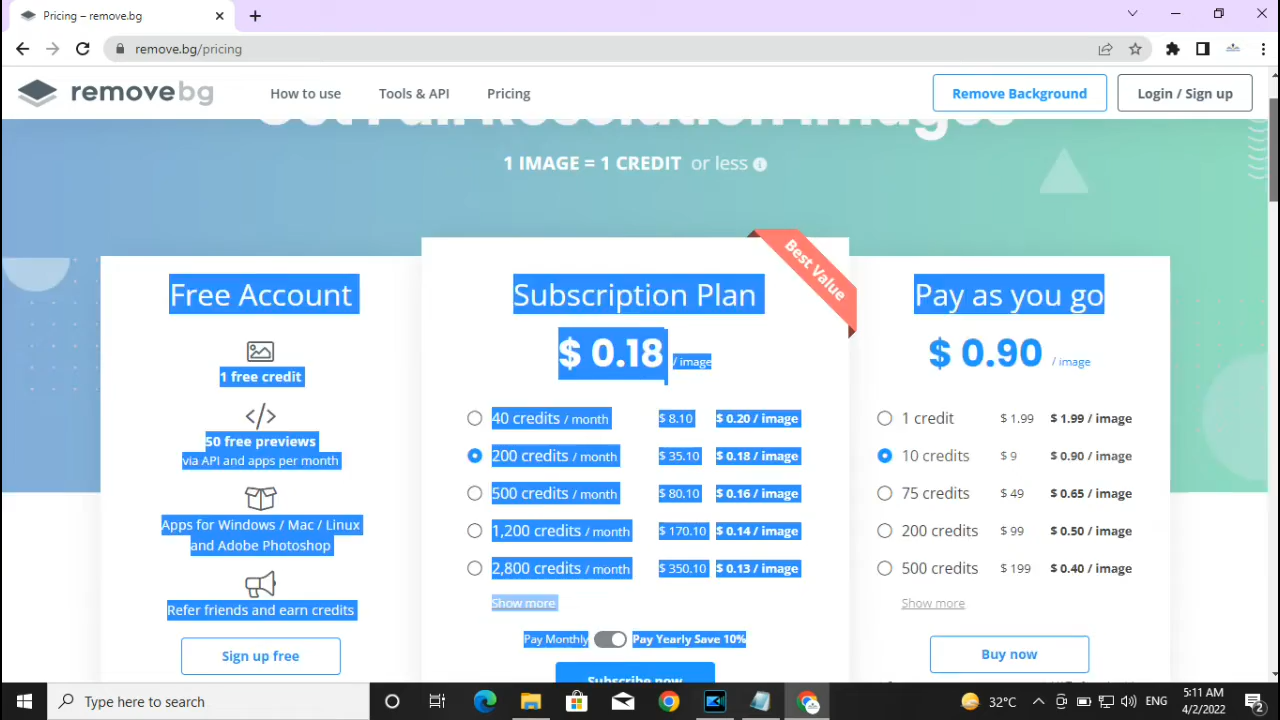 Pricing – remove.bg
remove.bg/pricing
removebg
How to use
Tools & API
Pricing
Remove Background
Login / Sign up
Get Full Resolution Images
1 IMAGE = 1 CREDIT or less
Free Account
1 free credit
50 free previews
via API and apps per month
Apps for Windows / Mac / Linux
and Adobe Photoshop
Refer friends and earn credits
Sign up free
Best Value
Subscription Plan
$ 0.18 / image
40 credits / month $ 8.10 $ 0.20 / image
200 credits / month $ 35.10 $ 0.18 / image
500 credits / month $ 80.10 $ 0.16 / image
1,200 credits / month $ 170.10 $ 0.14 / image
2,800 credits / month $ 350.10 $ 0.13 / image
Show more
Pay Monthly Pay Yearly Save 10%
Subscribe now
Pay as you go
$ 0.90 / image
1 credit $ 1.99 $ 1.99 / image
10 credits $ 9 $ 0.90 / image
75 credits $ 49 $ 0.65 / image
200 credits $ 99 $ 0.50 / image
500 credits $ 199 $ 0.40 / image
Show more
Buy now
Type here to search
32°C
ENG
5:11 AM
4/2/2022
2